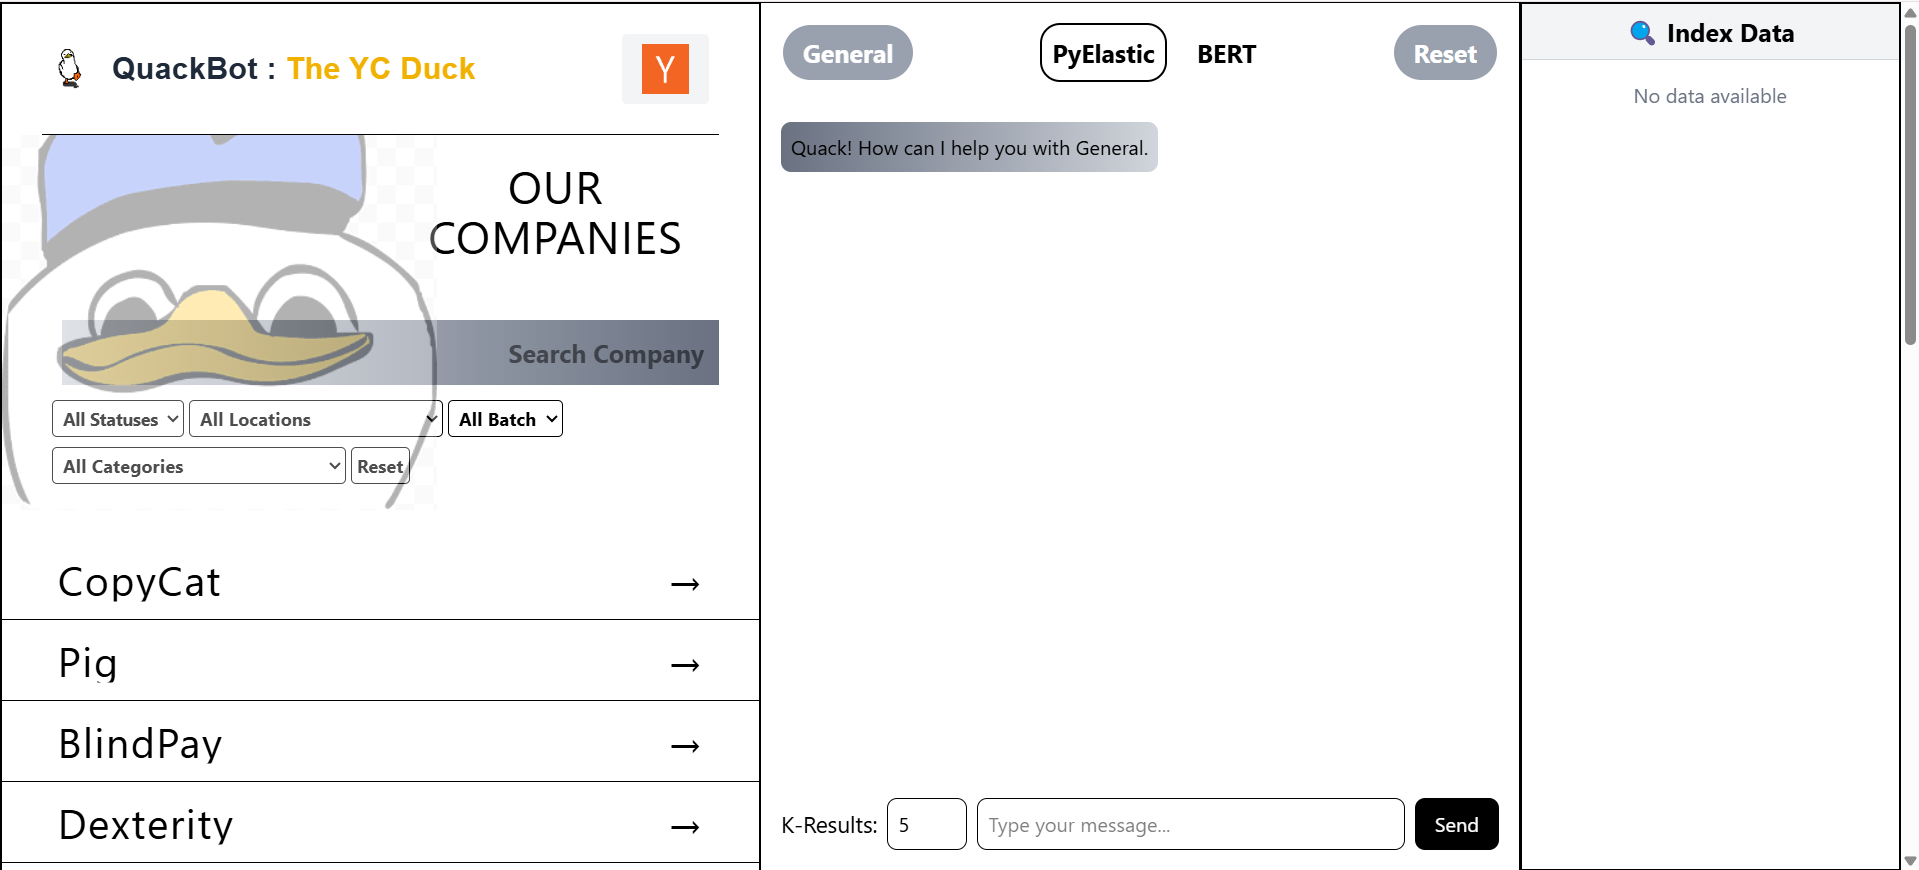 QuackBot : The YC Duck
Y
OUR
COMPANIES
Search Company
All Statuses
All Locations
All Batch
All Categories
Reset
CopyCat →
Pig →
BlindPay →
Dexterity →
General
PyElastic
BERT
Reset
Quack! How can I help you with General.
K-Results: 5
Type your message...
Send
Index Data
No data available